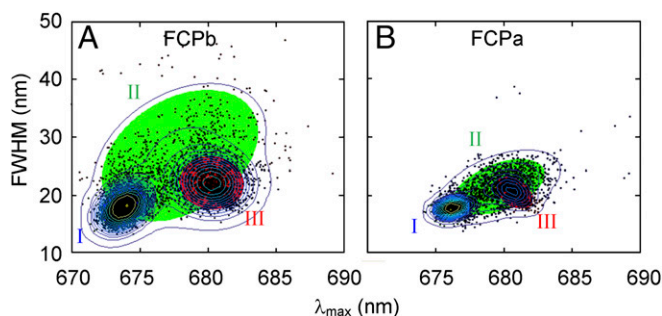 A
FCPb
B
FCPa
FWHM (nm)
50
40
30
20
10
II
I
III
II
I
III
670
675
680
685
690
675
680
685
690
λmax (nm)